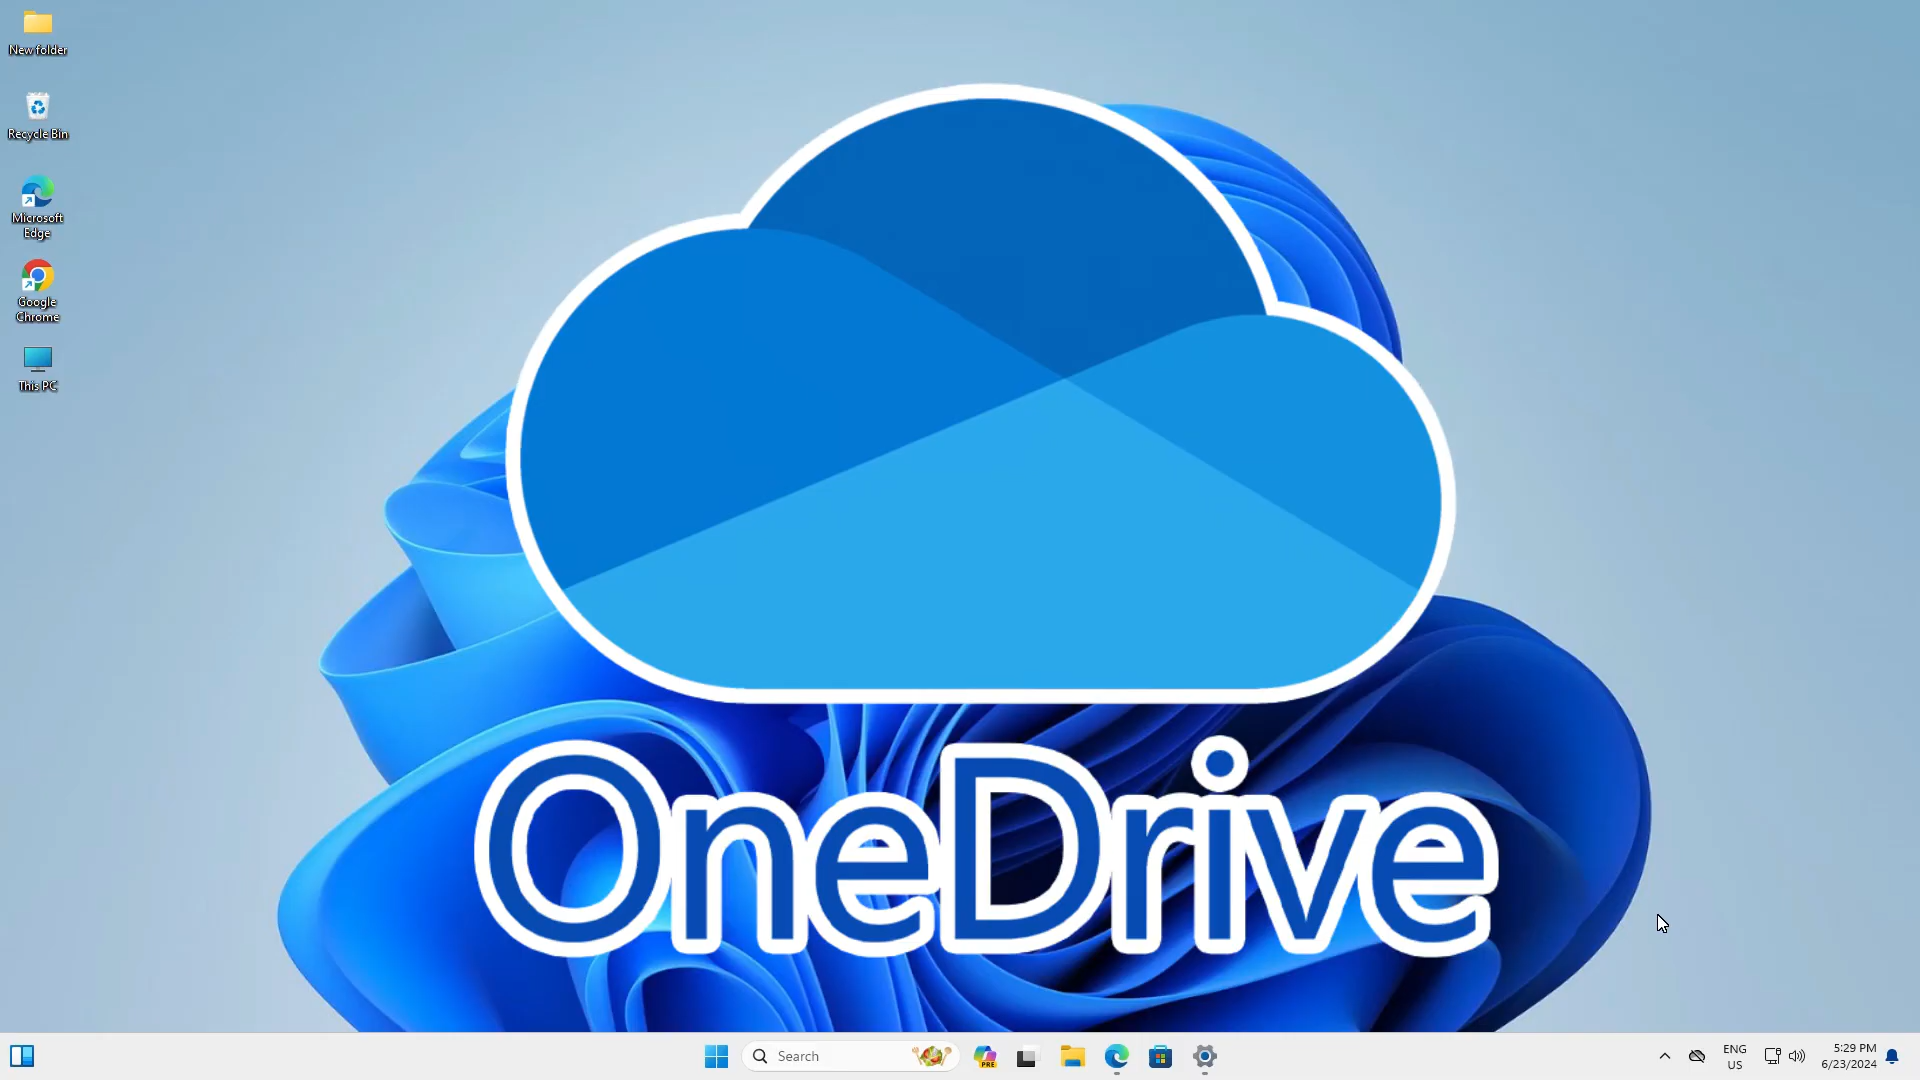 New folder
Recycle Bin
Microsoft
Edge
Google
Chrome
This PC
OneDrive
Search
PRE
ENG
US
5:29 PM
6/23/2024